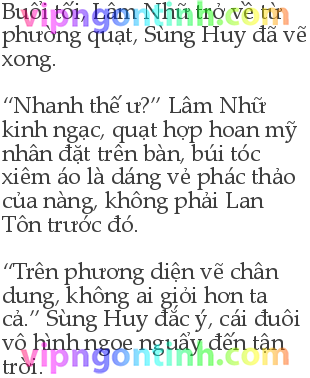 Buổi tối, Lâm Nhữ trở về từ
phường quạt, Sùng Huy đã vẽ
xong.
“Nhanh thế ư?” Lâm Nhữ
kinh ngạc, quạt hợp hoan mỹ
nhân đặt trên bàn, búi tóc
xiêm áo là dáng vẻ phác thảo
của nàng, không phải Lan
Tôn trước đó.
“Trên phương diện vẽ chân
dung, không ai giỏi hơn ta
cả.” Sùng Huy đắc ý, cái đuôi
vô hình ngoe nguẩy đến tận
trời.
vipngontinh.com
vipngontinh.com